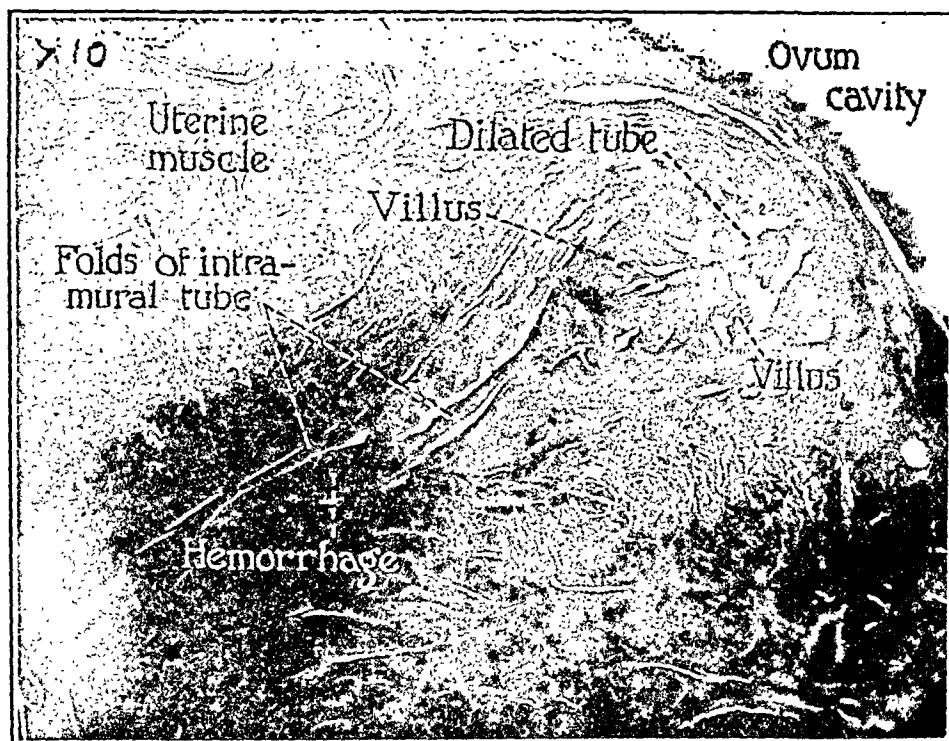 ×10
Ovum
cavity
Uterine
muscle
Dilated tube
Villus
Folds of intra-
mural tube
Villus
Hemorrhage